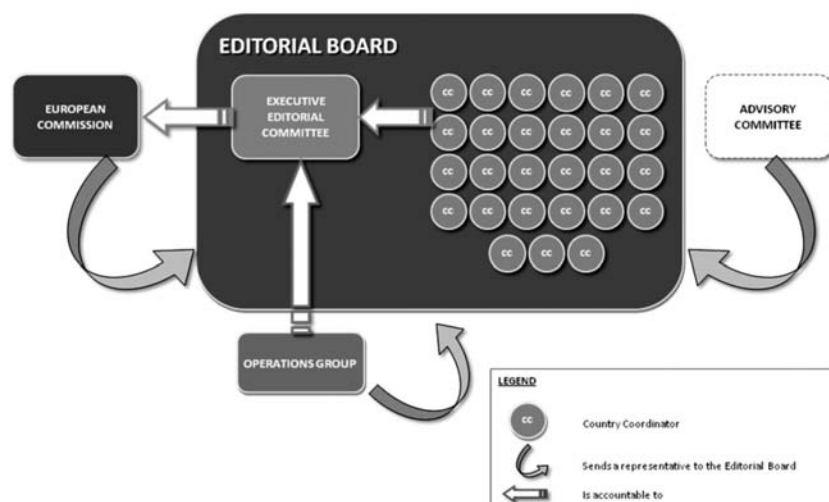 EDITORIAL BOARD
EUROPEAN
COMMISSION
EXECUTIVE
EDITORIAL
COMMITTEE
CC CC CC CC CC CC
CC CC CC CC CC CC
CC CC CC CC CC CC
CC CC CC CC CC CC
CC CC CC
ADVISORY
COMMITTEE
OPERATIONS GROUP
LEGEND
CC Country Coordinator
Sends a representative to the Editorial Board
Is accountable to